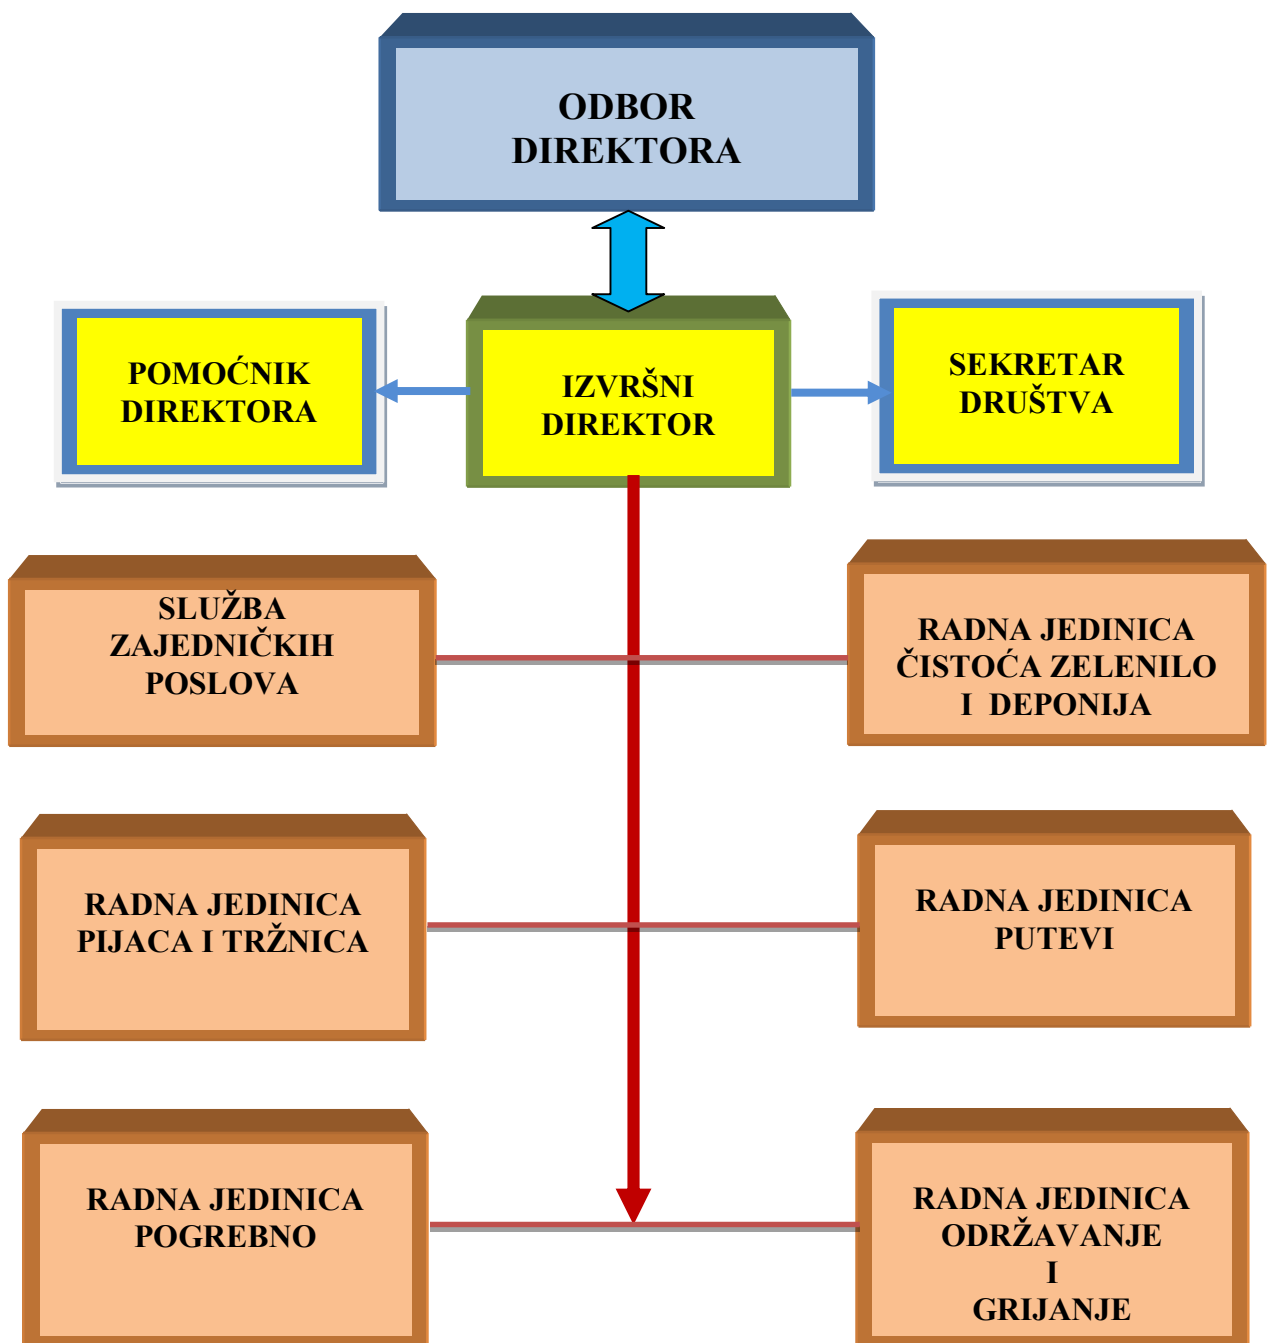 ODBOR
DIREKTORA
POMOĆNIK
DIREKTORA
IZVRŠNI
DIREKTOR
SEKRETAR
DRUŠTVA
SLUŽBA
ZAJEDNIČKIH
POSLOVA
RADNA JEDINICA
ČISTOĆA ZELENILO
I DEPONIJA
RADNA JEDINICA
PIJACA I TRŽNICA
RADNA JEDINICA
PUTEVI
RADNA JEDINICA
POGREBNO
RADNA JEDINICA
ODRŽAVANJE
I
GRIJANJE